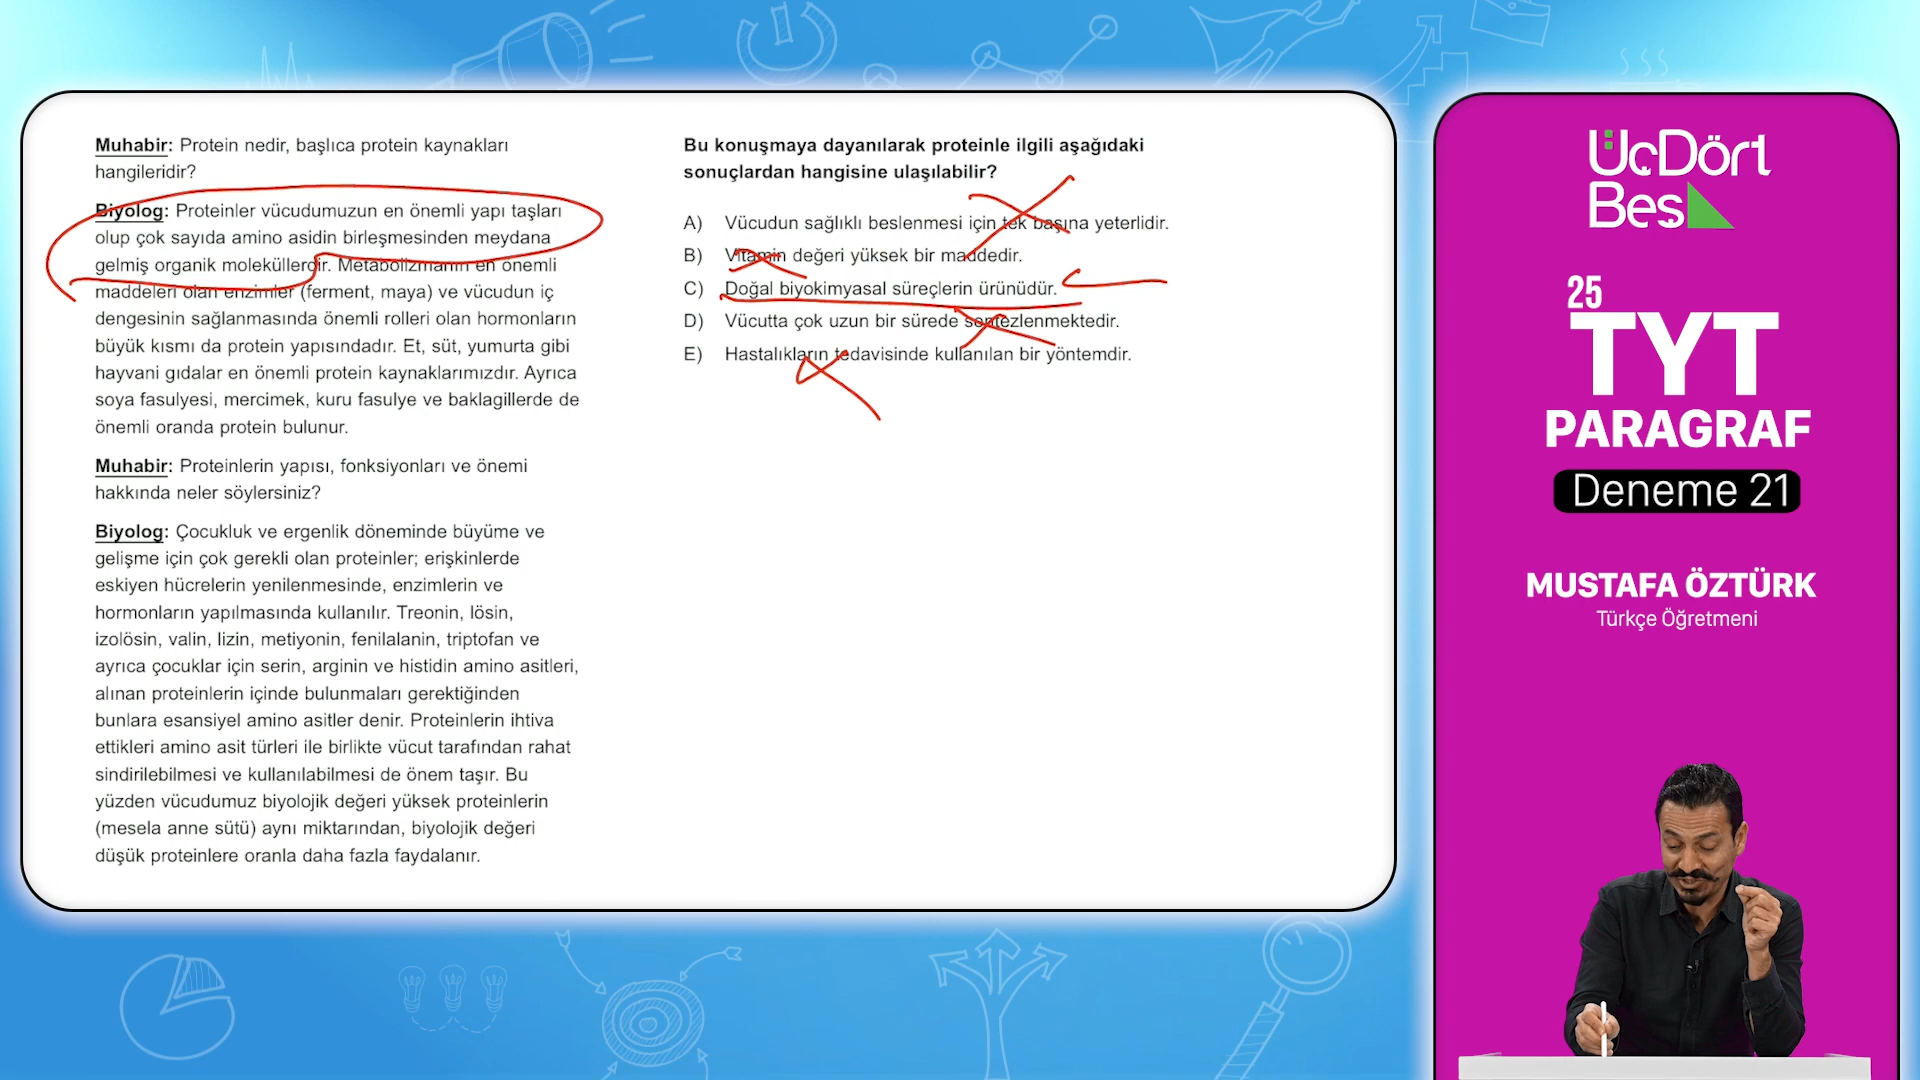 Muhabir: Protein nedir, başlıca protein kaynakları
hangileridir?
Biyolog: Proteinler vücudumuzun en önemli yapı taşları
olup çok sayıda amino asidin birleşmesinden meydana
gelmiş organik moleküllerdir. Metabolizmanın en önemli
maddeleri olan enzimler (ferment, maya) ve vücudun iç
dengesinin sağlanmasında önemli rolleri olan hormonların
büyük kısmı da protein yapısındadır. Et, süt, yumurta gibi
hayvani gıdalar en önemli protein kaynaklarımızdır. Ayrıca
soya fasulyesi, mercimek, kuru fasulye ve baklagillerde de
önemli oranda protein bulunur.
Muhabir: Proteinlerin yapısı, fonksiyonları ve önemi
hakkında neler söylersiniz?
Biyolog: Çocukluk ve ergenlik döneminde büyüme ve
gelişme için çok gerekli olan proteinler; erişkinlerde
eskiyen hücrelerin yenilenmesinde, enzimlerin ve
hormonların yapılmasında kullanılır. Treonin, lösin,
izolösin, valin, lizin, metiyonin, fenilalanin, triptofan ve
ayrıca çocuklar için serin, arginin ve histidin amino asitleri,
alınan proteinlerin içinde bulunmaları gerektiğinden
bunlara esansiyel amino asitler denir. Proteinlerin ihtiva
ettikleri amino asit türleri ile birlikte vücut tarafından rahat
sindirilebilmesi ve kullanılabilmesi de önem taşır. Bu
yüzden vücudumuz biyolojik değeri yüksek proteinlerin
(mesela anne sütü) aynı miktarından, biyolojik değeri
düşük proteinlere oranla daha fazla faydalanır.
Bu konuşmaya dayanılarak proteinle ilgili aşağıdaki
sonuçlardan hangisine ulaşılabilir?
A) Vücudun sağlıklı beslenmesi için tek başına yeterlidir.
B) Vitamin değeri yüksek bir maddedir.
C) Doğal biyokimyasal süreçlerin ürünüdür.
D) Vücutta çok uzun bir sürede sentezlenmektedir.
E) Hastalıkların tedavisinde kullanılan bir yöntemdir.
ÜçDört
Beş
25
TYT
PARAGRAF
Deneme 21
MUSTAFA ÖZTÜRK
Türkçe Öğretmeni